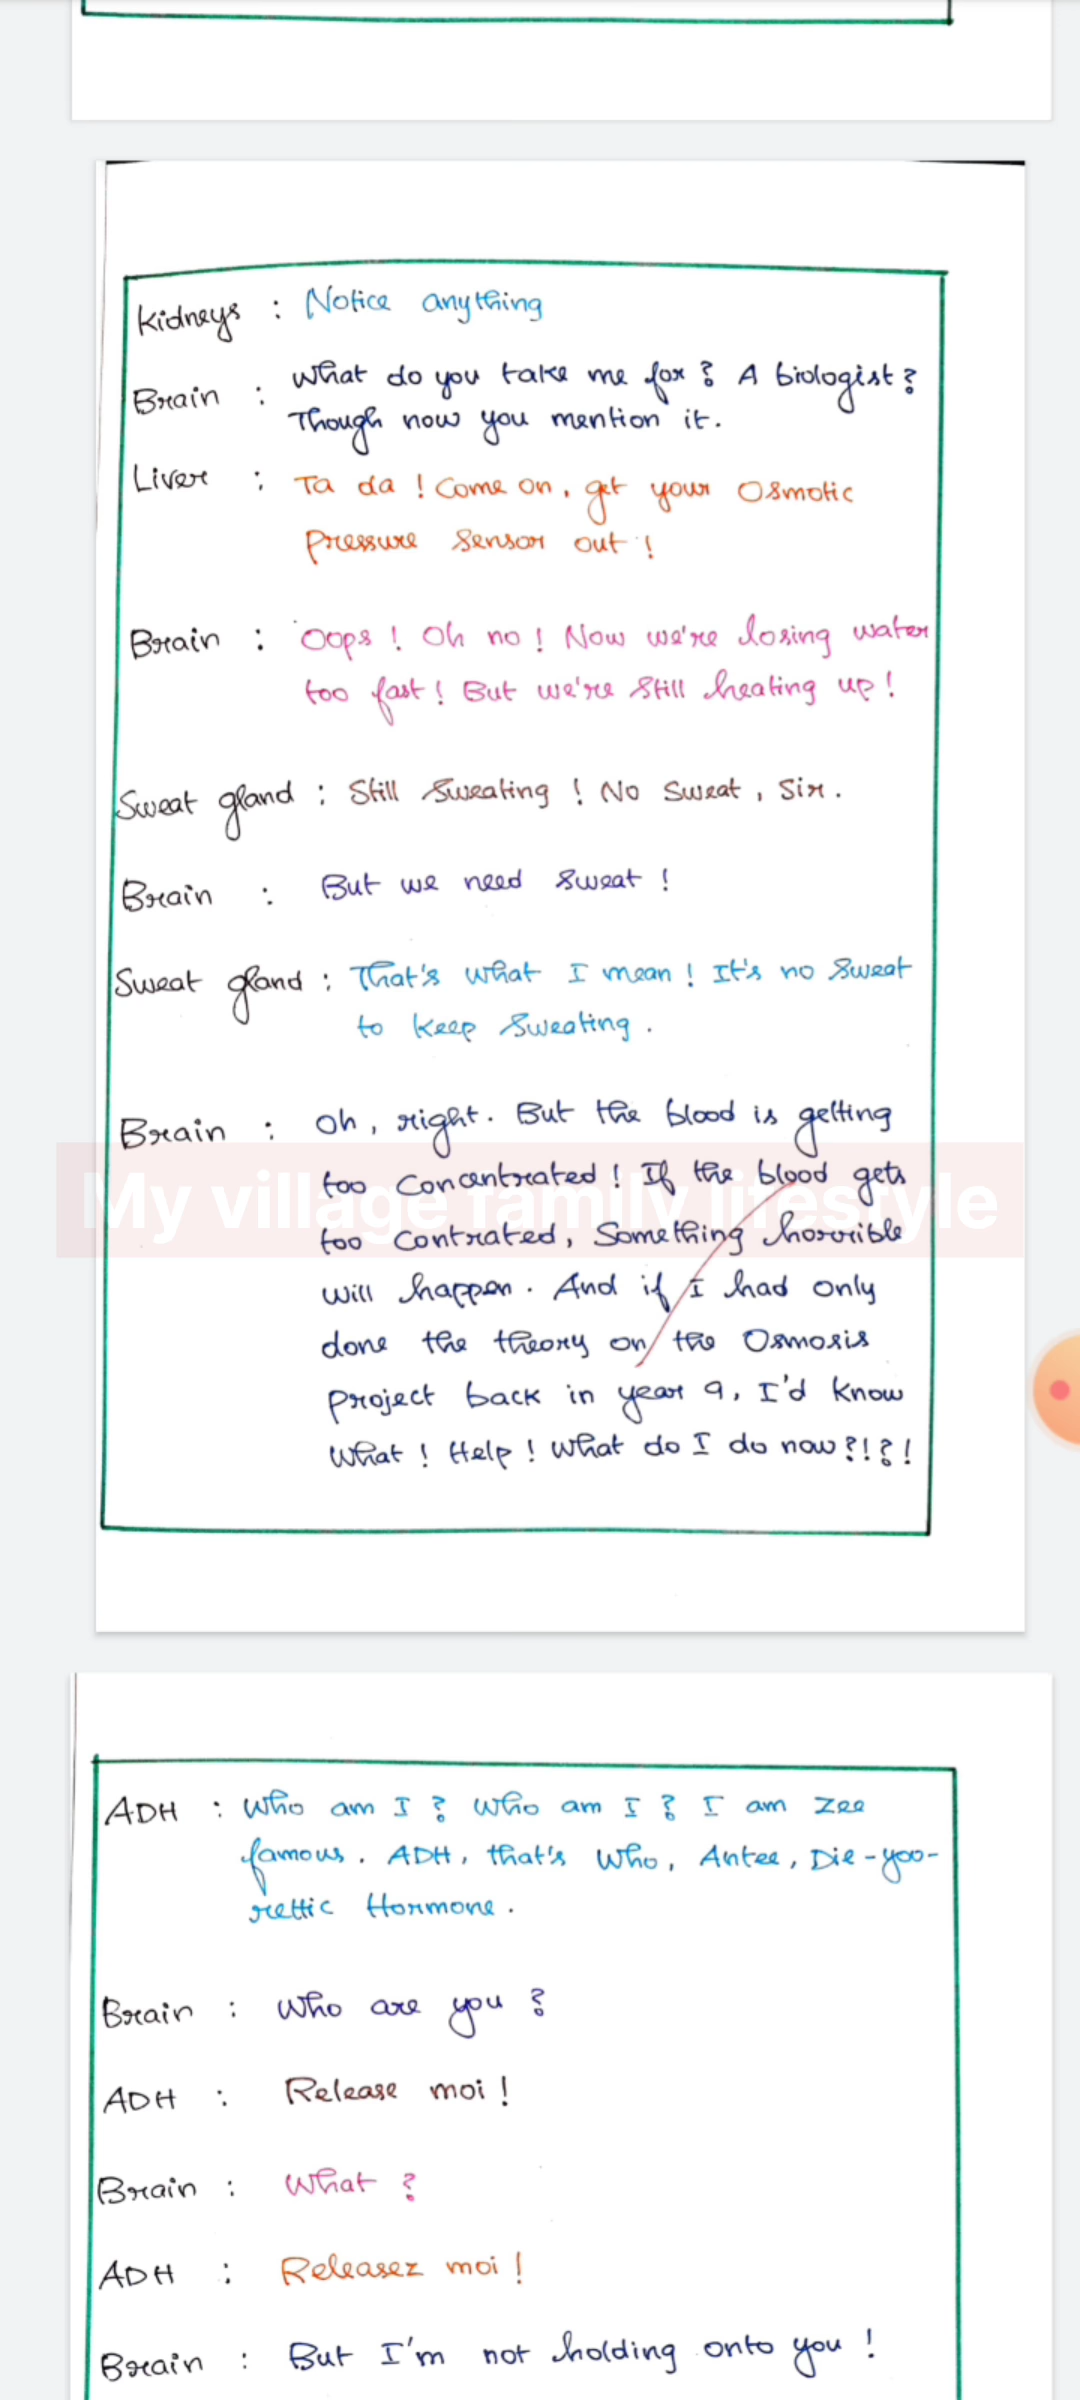 Kidneys : Notice anything
Brain : What do you take me for ? A biologist ?
Though now you mention it.
Liver : Ta da ! Come on, get your Osmotic
Pressure Sensor out !
Brain : Oops ! Oh no ! Now we're losing water
too fast ! But we're still heating up !
Sweat gland : Still Sweating ! No Sweat, Sir.
Brain : But we need sweat !
Sweat gland : That's what I mean ! It's no sweat
to keep sweating.
Brain : Oh, right. But the blood is getting
too concentrated ! If the blood gets
too contrated, something horrible
will happen. And if I had only
done the theory on the Osmosis
project back in year 9, I'd know
What ! Help ! What do I do now ?!?!
My village family lifestyle
ADH : Who am I ? Who am I ? I am Zee
famous. ADH, that's who, Antee, Die-yoo-
rettic Hormone.
Brain : Who are you ?
ADH : Release moi !
Brain : What ?
ADH : Releasez moi !
Brain : But I'm not holding onto you !